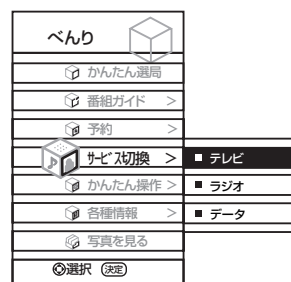 べんり
かんたん選局
番組ガイド >
予約 >
ｻｰﾋﾞｽ切換 >
■ テレビ
■ ラジオ
■ データ
かんたん操作 >
各種情報 >
写真を見る
選択 決定